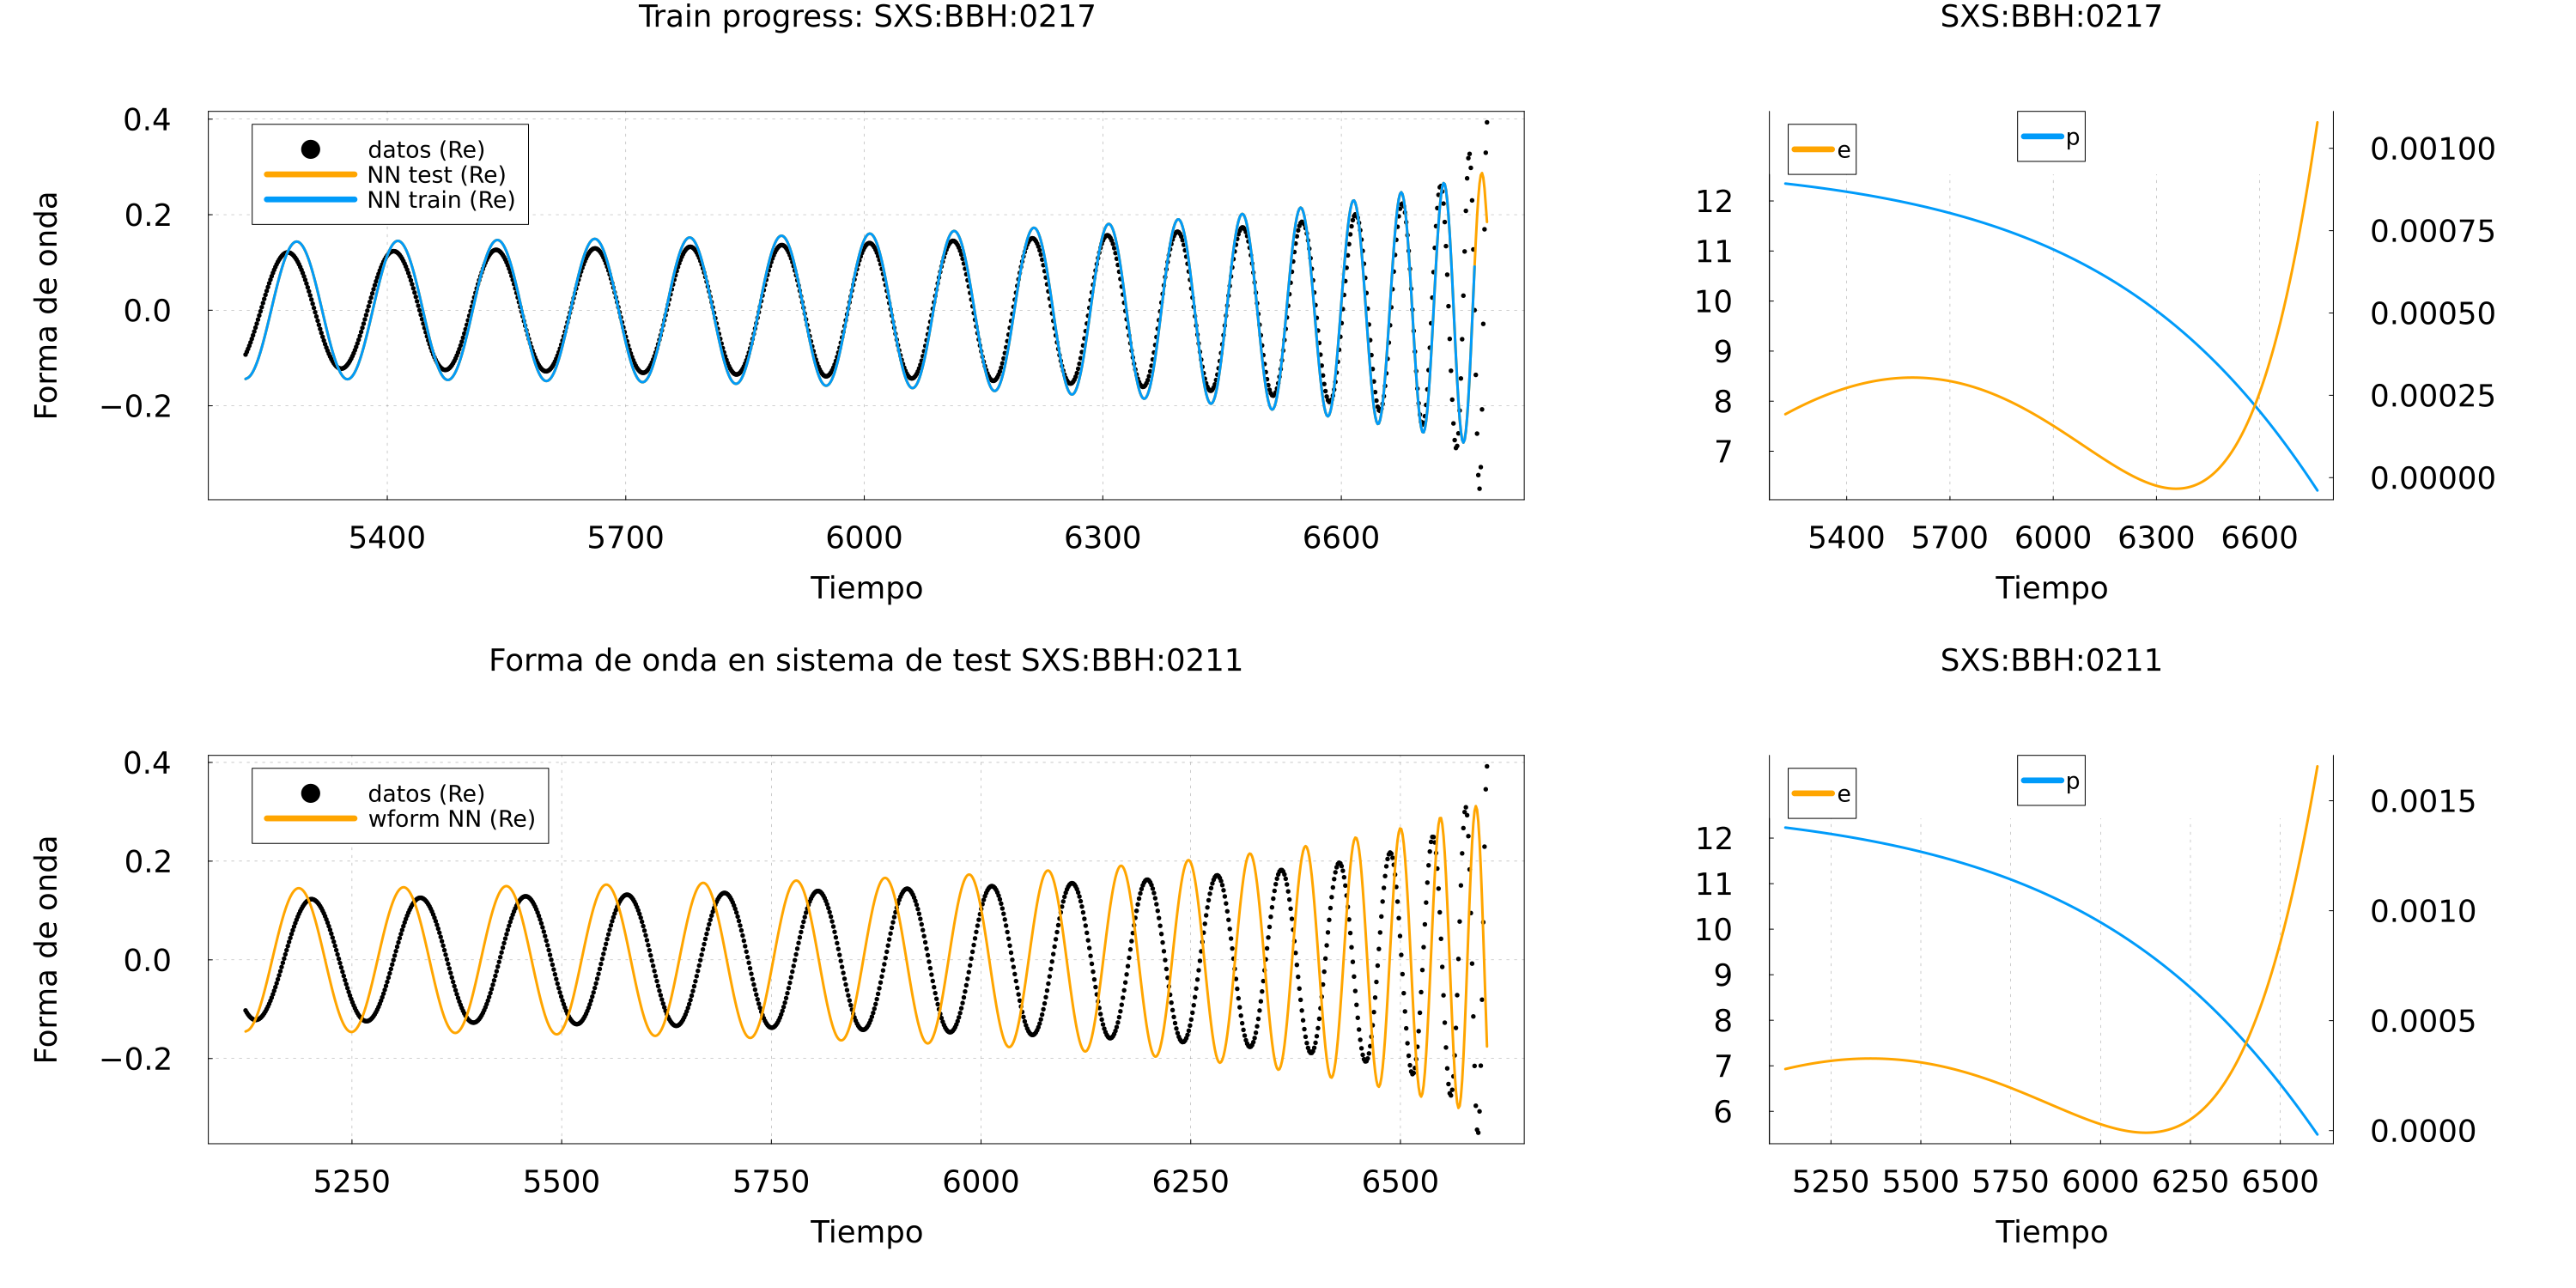 Train progress: SXS:BBH:0217
Forma de onda
0.4
0.2
0.0
−0.2
datos (Re)
NN test (Re)
NN train (Re)
5400 5700 6000 6300 6600
Tiempo
SXS:BBH:0217
e
p
12
11
10
9
8
7
0.00100
0.00075
0.00050
0.00025
0.00000
5400 5700 6000 6300 6600
Tiempo
Forma de onda en sistema de test SXS:BBH:0211
Forma de onda
0.4
0.2
0.0
−0.2
datos (Re)
wform NN (Re)
5250 5500 5750 6000 6250 6500
Tiempo
SXS:BBH:0211
e
p
12
11
10
9
8
7
6
0.0015
0.0010
0.0005
0.0000
5250 5500 5750 6000 6250 6500
Tiempo